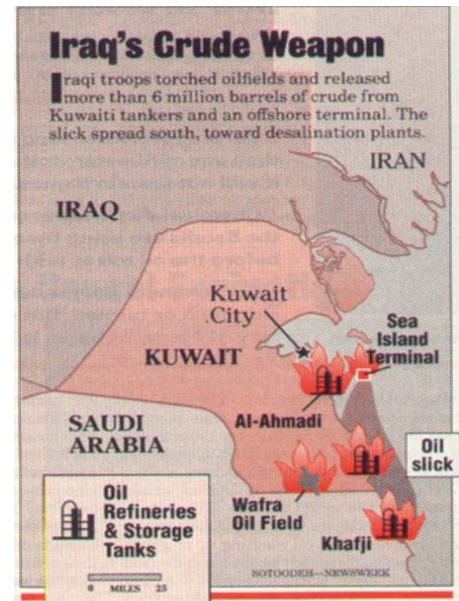 Iraq's Crude Weapon
Iraqi troops torched oilfields and released
more than 6 million barrels of crude from
Kuwaiti tankers and an offshore terminal. The
slick spread south, toward desalination plants.
IRAN
IRAQ
Kuwait
City
Sea
Island
Terminal
KUWAIT
Al-Ahmadi
SAUDI
ARABIA
Oil
slick
Wafra
Oil Field
Khafji
Oil
Refineries
& Storage
Tanks
0 MILES 25
SOTOODEH—NEWSWEEK